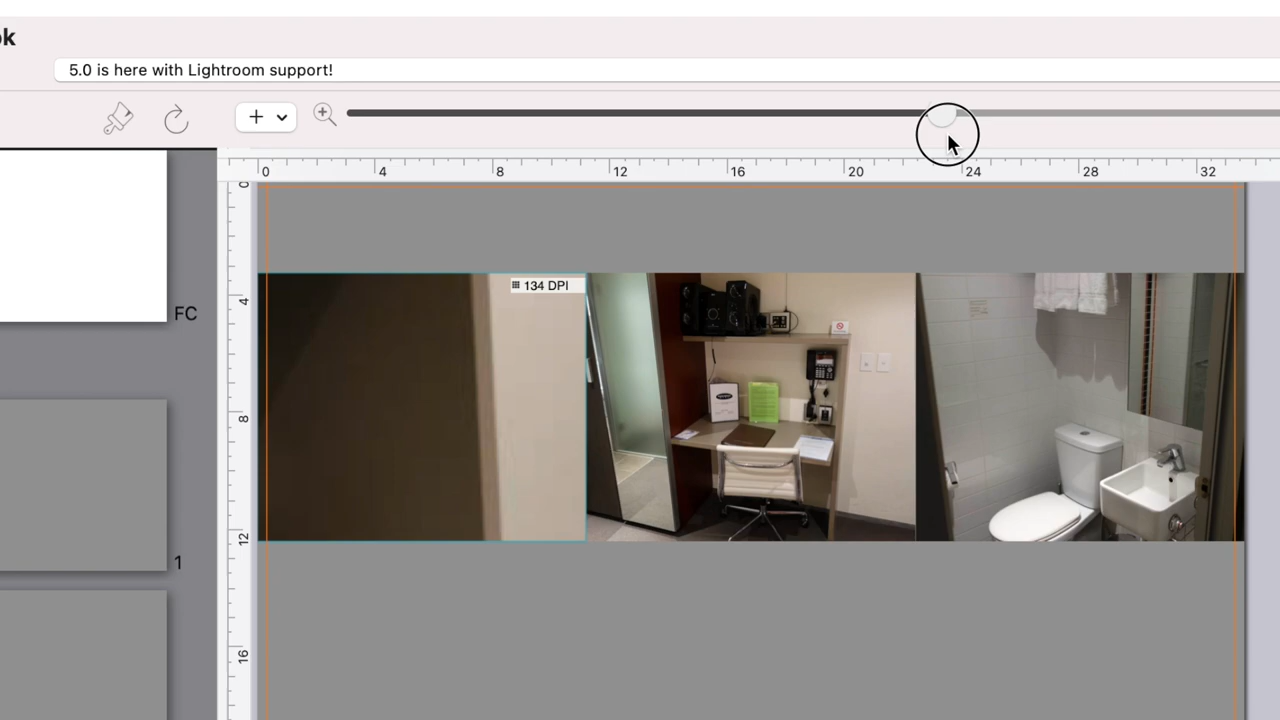 ok
5.0 is here with Lightroom support!
0 4 8 12 16 20 24 28 32
0
4
8
12
16
134 DPI
FC
1